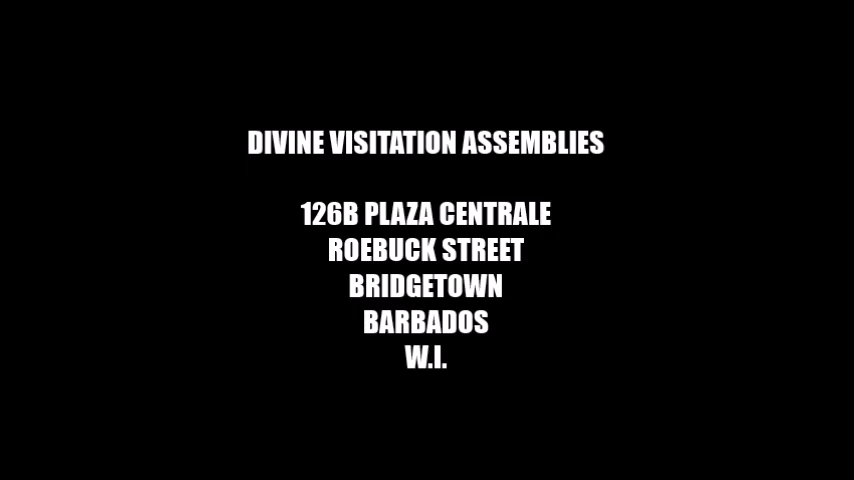 DIVINE VISITATION ASSEMBLIES
126B PLAZA CENTRALE
ROEBUCK STREET
BRIDGETOWN
BARBADOS
W.I.